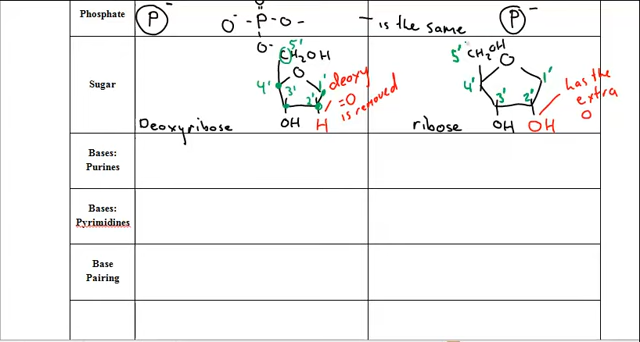 Phosphate
P -
O
O - P - O -
O -
– is the same
P -
Sugar
5'
CH2OH
O
4'
3'
2'
1'
OH
H
deoxy
=O
is removed
Deoxyribose
5'
CH2OH
O
4'
3'
2'
1'
OH
OH
has the
extra
O
ribose
Bases:
Purines
Bases:
Pyrimidines
Base
Pairing